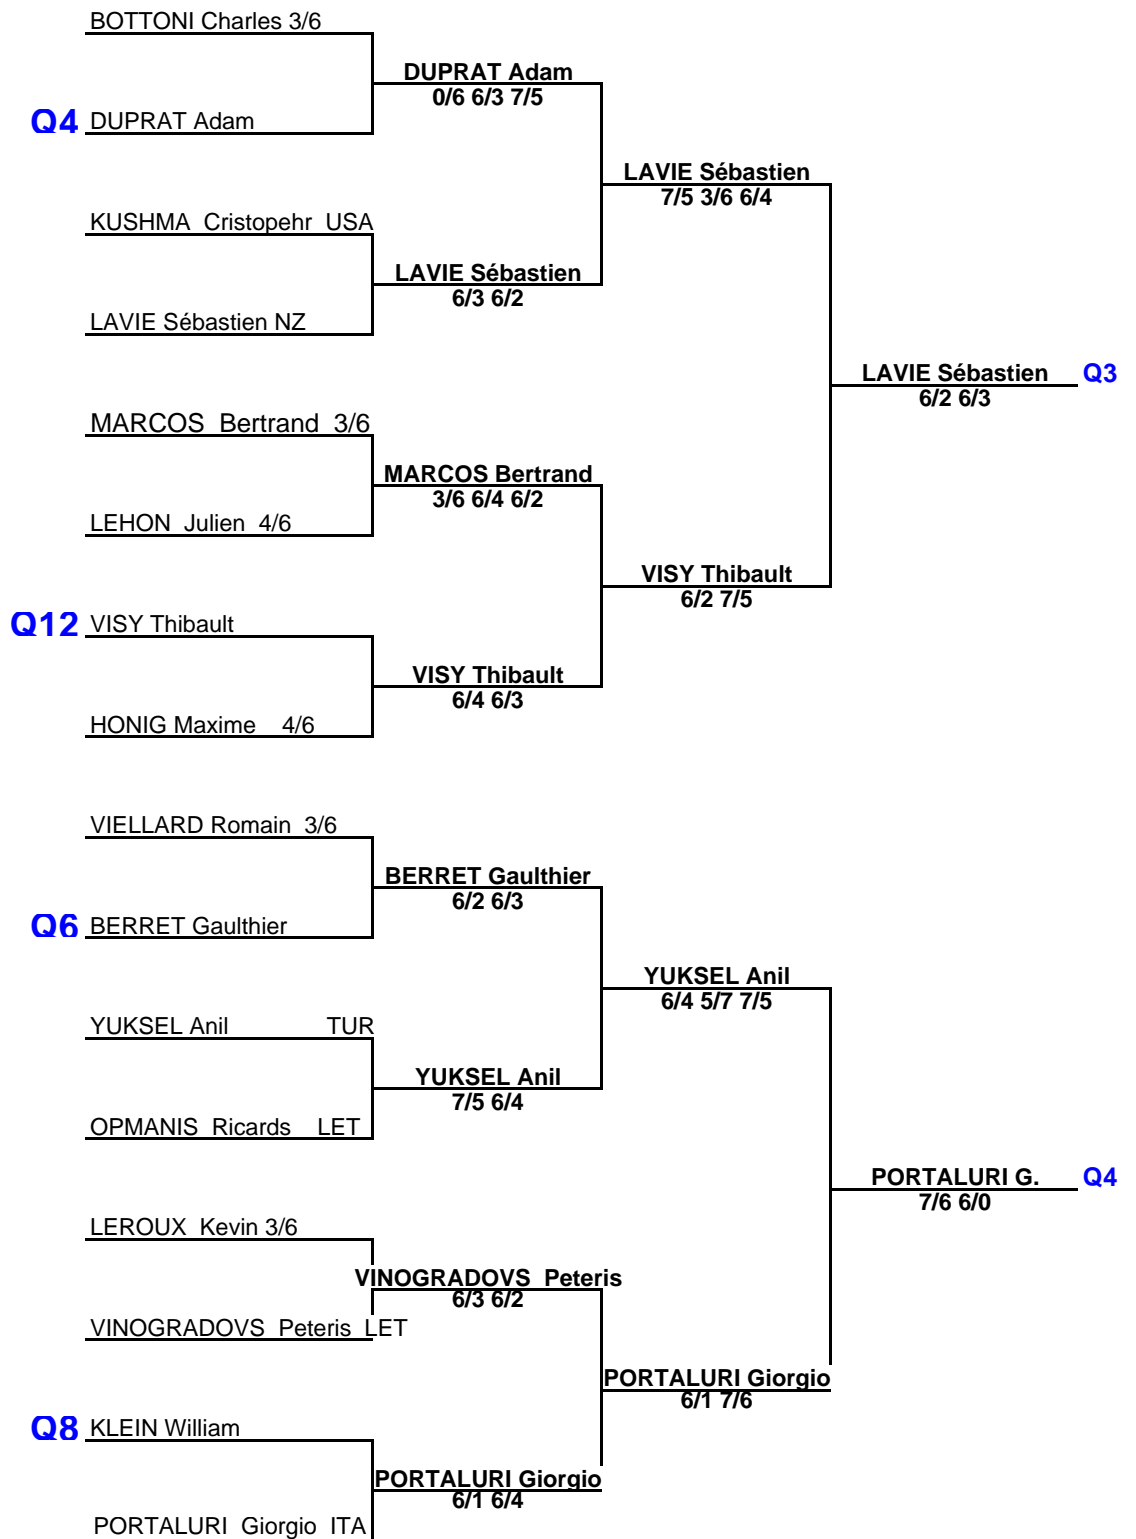 BOTTONI Charles 3/6
DUPRAT Adam
0/6 6/3 7/5
Q4 DUPRAT Adam
LAVIE Sébastien
7/5 3/6 6/4
KUSHMA Cristopehr USA
LAVIE Sébastien
6/3 6/2
LAVIE Sébastien NZ
LAVIE Sébastien Q3
6/2 6/3
MARCOS Bertrand 3/6
MARCOS Bertrand
3/6 6/4 6/2
LEHON Julien 4/6
VISY Thibault
6/2 7/5
Q12 VISY Thibault
VISY Thibault
6/4 6/3
HONIG Maxime 4/6
VIELLARD Romain 3/6
BERRET Gaulthier
6/2 6/3
Q6 BERRET Gaulthier
YUKSEL Anil
6/4 5/7 7/5
YUKSEL Anil TUR
YUKSEL Anil
7/5 6/4
OPMANIS Ricards LET
PORTALURI G. Q4
7/6 6/0
LEROUX Kevin 3/6
VINOGRADOVS Peteris
6/3 6/2
VINOGRADOVS Peteris LET
PORTALURI Giorgio
6/1 7/6
Q8 KLEIN William
PORTALURI Giorgio
6/1 6/4
PORTALURI Giorgio ITA